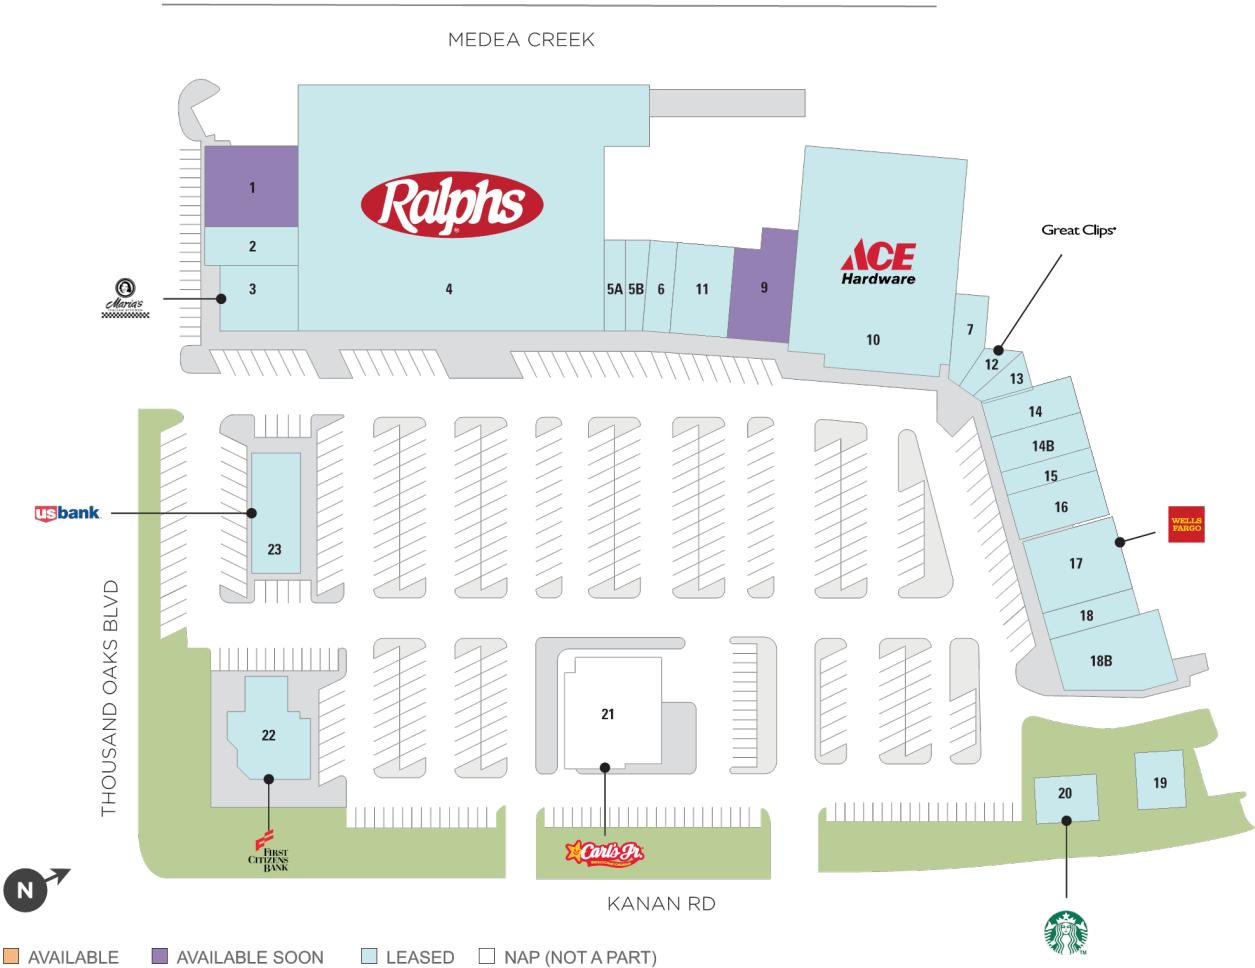 MEDEA CREEK
1
2
3
Maria's
Ralphs
4
5A
5B
6
11
9
ACE
Hardware
10
Great Clips
7
12
13
14
14B
15
16
WELLS
FARGO
17
18
18B
usbank
23
THOUSAND OAKS BLVD
22
21
20
19
FIRST
CITIZENS
BANK
Carl's Jr.
N
KANAN RD
AVAILABLE
AVAILABLE SOON
LEASED
NAP (NOT A PART)